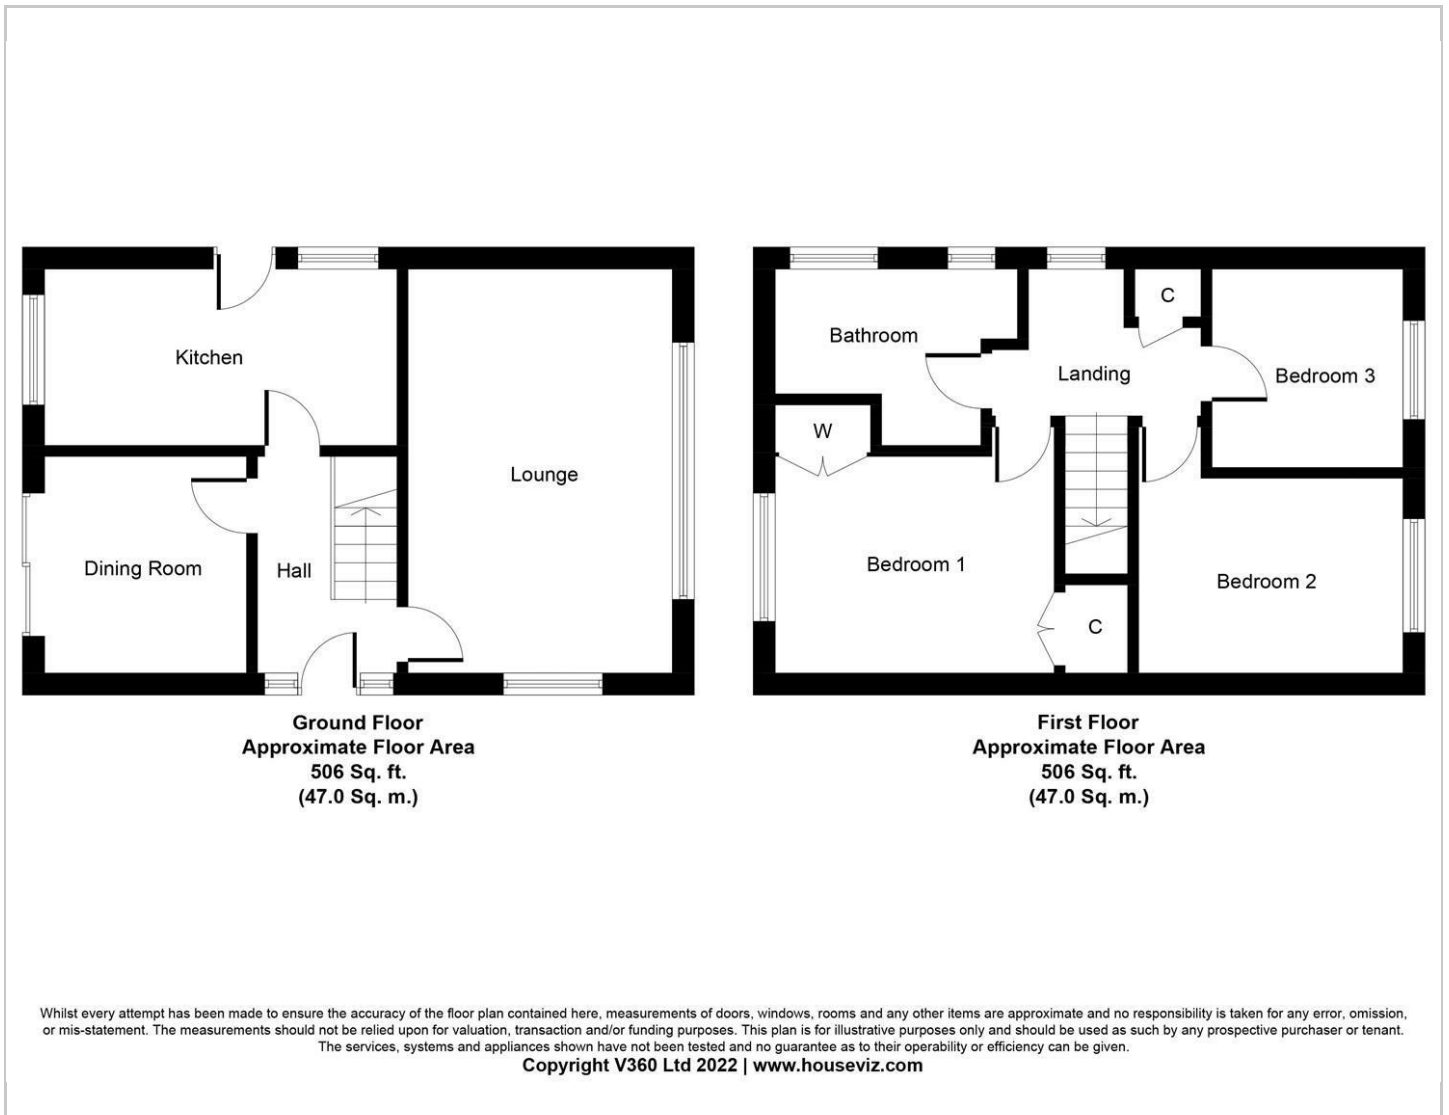 Kitchen
Dining Room
Hall
Lounge
Ground Floor
Approximate Floor Area
506 Sq. ft.
(47.0 Sq. m.)
Bathroom
W
C
Landing
Bedroom 3
Bedroom 1
C
Bedroom 2
First Floor
Approximate Floor Area
506 Sq. ft.
(47.0 Sq. m.)
Whilst every attempt has been made to ensure the accuracy of the floor plan contained here, measurements of doors, windows, rooms and any other items are approximate and no responsibility is taken for any error, omission,
or mis-statement. The measurements should not be relied upon for valuation, transaction and/or funding purposes. This plan is for illustrative purposes only and should be used as such by any prospective purchaser or tenant.
The services, systems and appliances shown have not been tested and no guarantee as to their operability or efficiency can be given.
Copyright V360 Ltd 2022 | www.houseviz.com